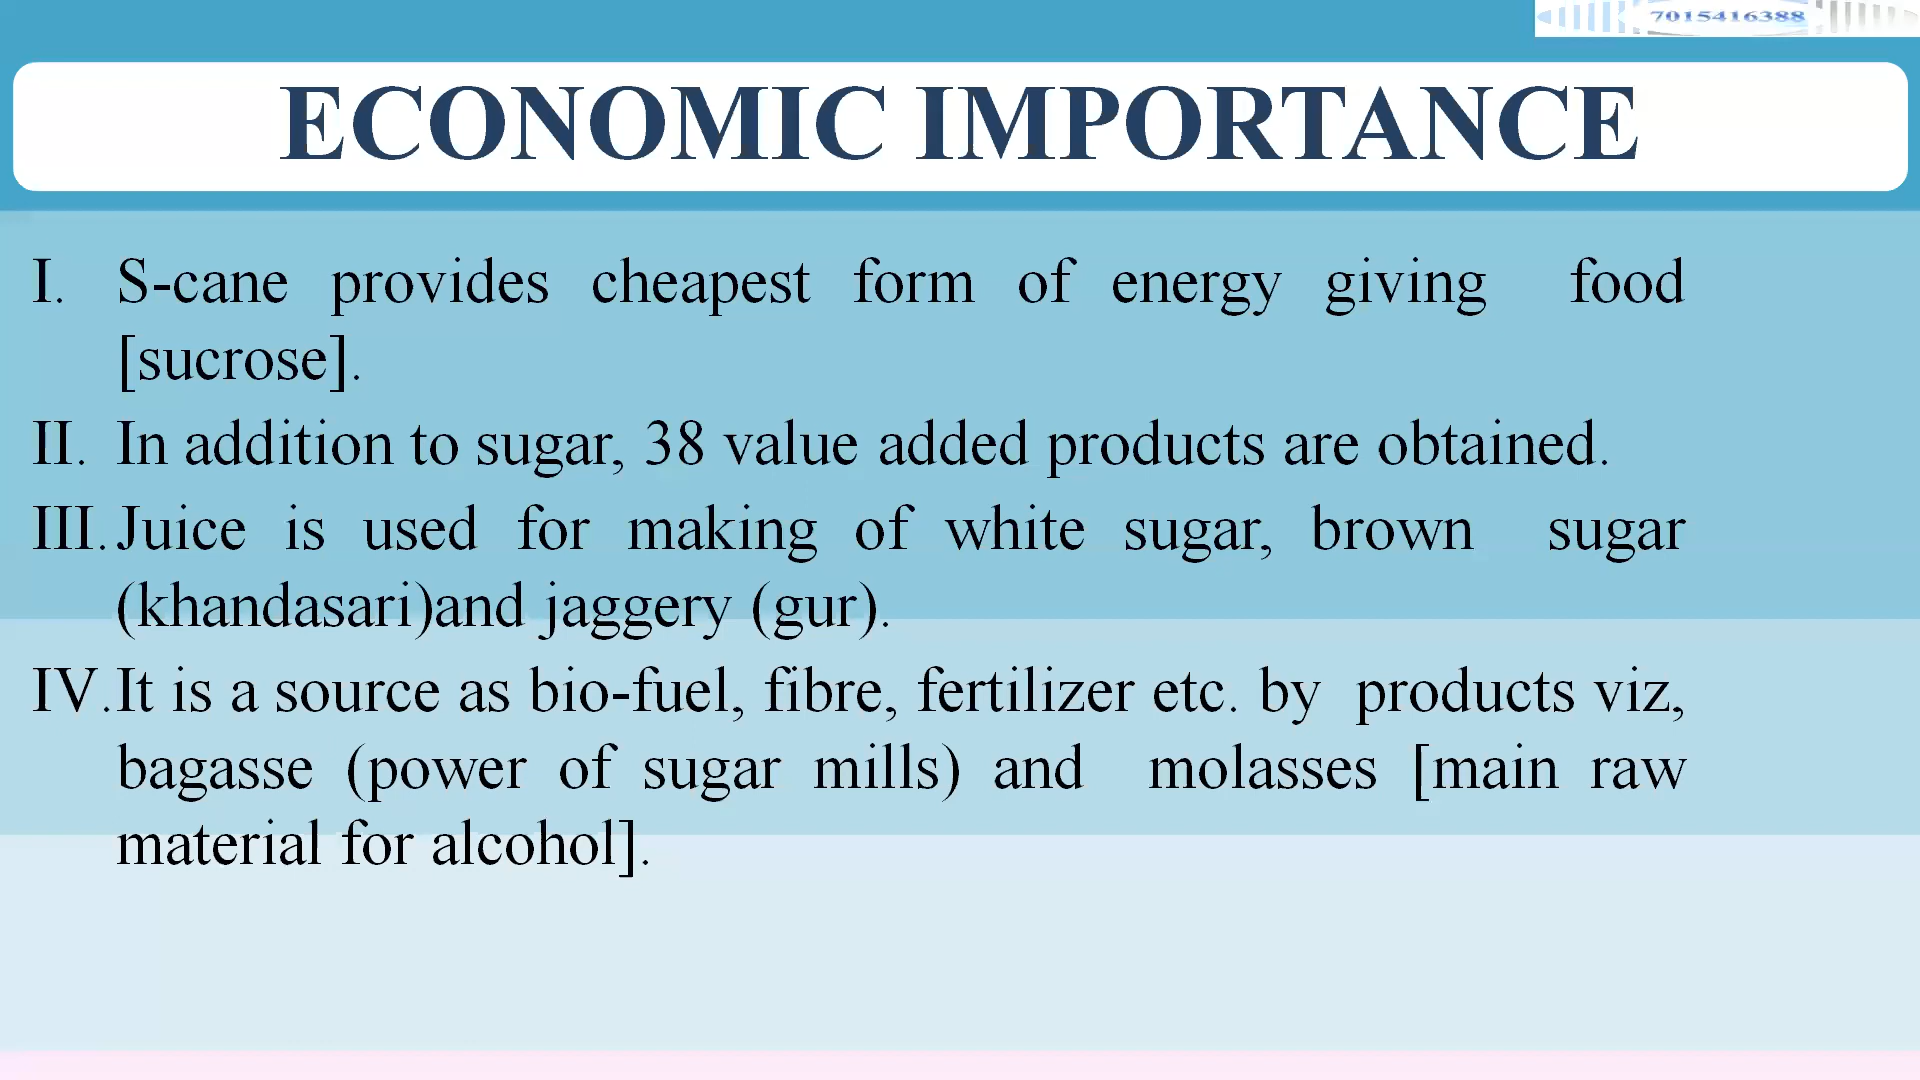 7015416388
ECONOMIC IMPORTANCE
I. S-cane provides cheapest form of energy giving food
[sucrose].
II. In addition to sugar, 38 value added products are obtained.
III. Juice is used for making of white sugar, brown sugar
(khandasari)and jaggery (gur).
IV. It is a source as bio-fuel, fibre, fertilizer etc. by products viz,
bagasse (power of sugar mills) and molasses [main raw
material for alcohol].